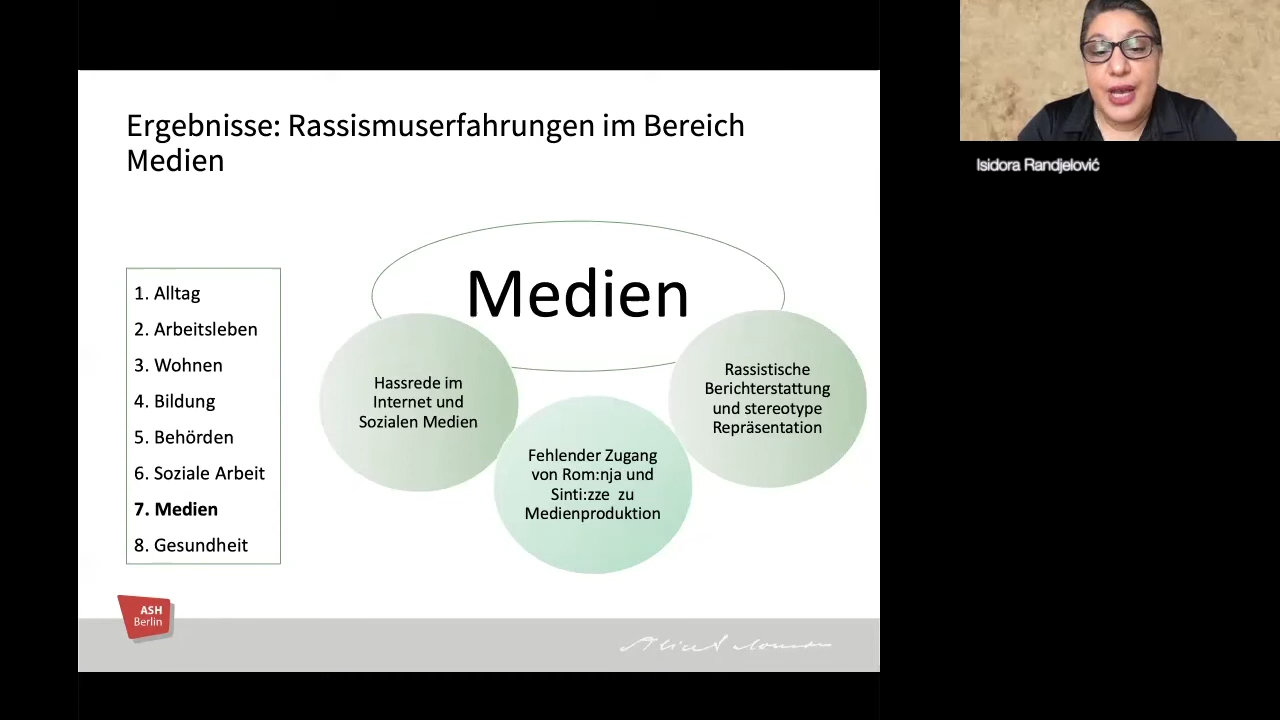 Ergebnisse: Rassismuserfahrungen im Bereich
Medien
1. Alltag
2. Arbeitsleben
3. Wohnen
4. Bildung
5. Behörden
6. Soziale Arbeit
7. Medien
8. Gesundheit
Medien
Hassrede im
Internet und
Sozialen Medien
Fehlender Zugang
von Rom:nja und
Sinti:zze zu
Medienproduktion
Rassistische
Berichterstattung
und stereotype
Repräsentation
ASH
Berlin
Alice Salomon
Isidora Randjelović